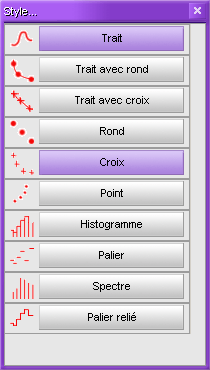 Style...
Trait
Trait avec rond
Trait avec croix
Rond
Croix
Point
Histogramme
Palier
Spectre
Palier relié